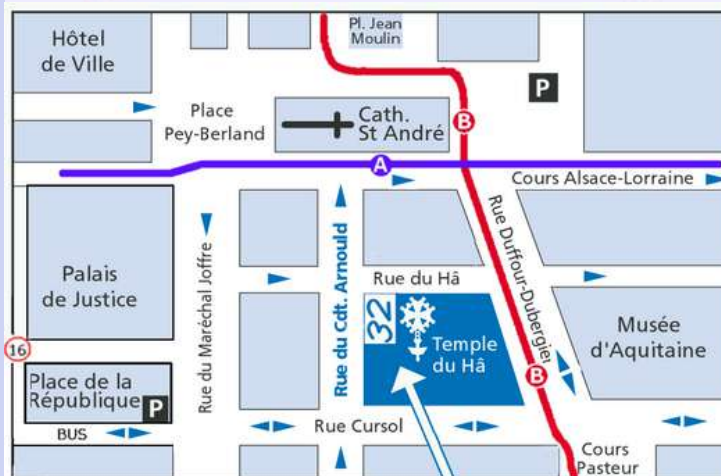 Hôtel
de Ville
Pl. Jean
Moulin
P
Place
Pey-Berland
Cath.
St André
B
A
Cours Alsace-Lorraine
Rue du Maréchal Joffre
Rue du Cdt. Arnould
Rue Duffour-Dubergieu
Palais
de Justice
Rue du Hâ
32
Temple
du Hâ
Musée
d'Aquitaine
16
Place de la
République
P
B
BUS
Rue Cursol
Cours
Pasteur